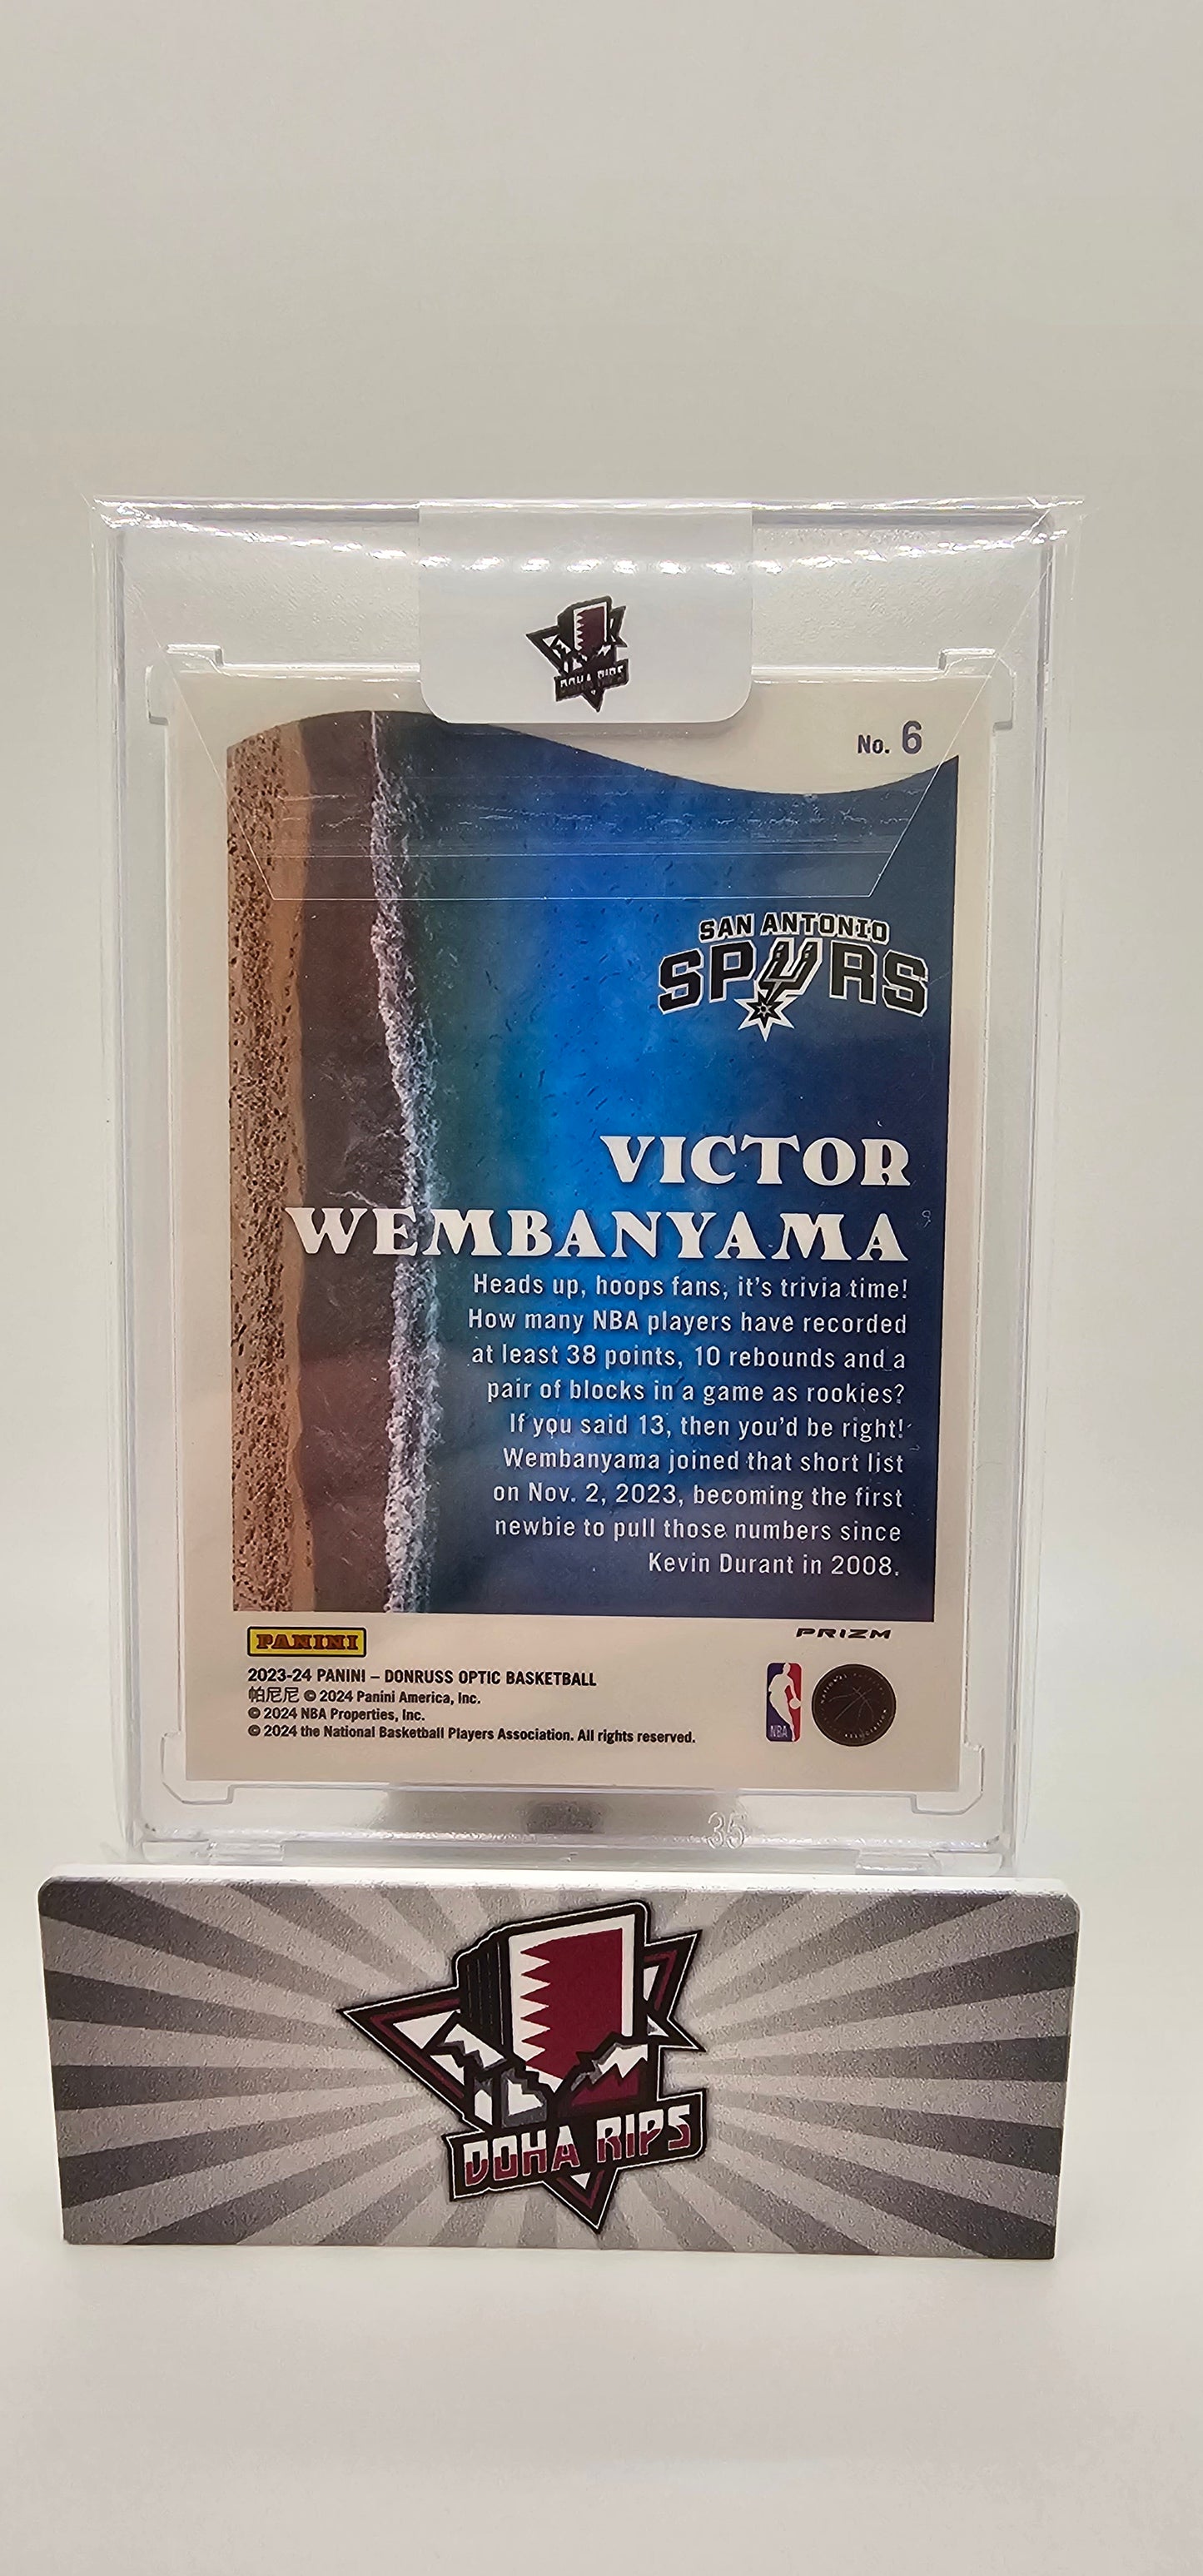 DOHA RIPS
No. 6
SAN ANTONIO
SPURS
VICTOR
WEMBANYAMA
Heads up, hoops fans, it's trivia time!
How many NBA players have recorded
at least 38 points, 10 rebounds and a
pair of blocks in a game as rookies?
If you said 13, then you'd be right!
Wembanyama joined that short list
on Nov. 2, 2023, becoming the first
newbie to pull those numbers since
Kevin Durant in 2008.
PANINI
PRIZM
2023-24 PANINI – DONRUSS OPTIC BASKETBALL
帕尼尼 © 2024 Panini America, Inc.
© 2024 NBA Properties, Inc.
© 2024 the National Basketball Players Association. All rights reserved.
NBA
35
DOHA RIPS